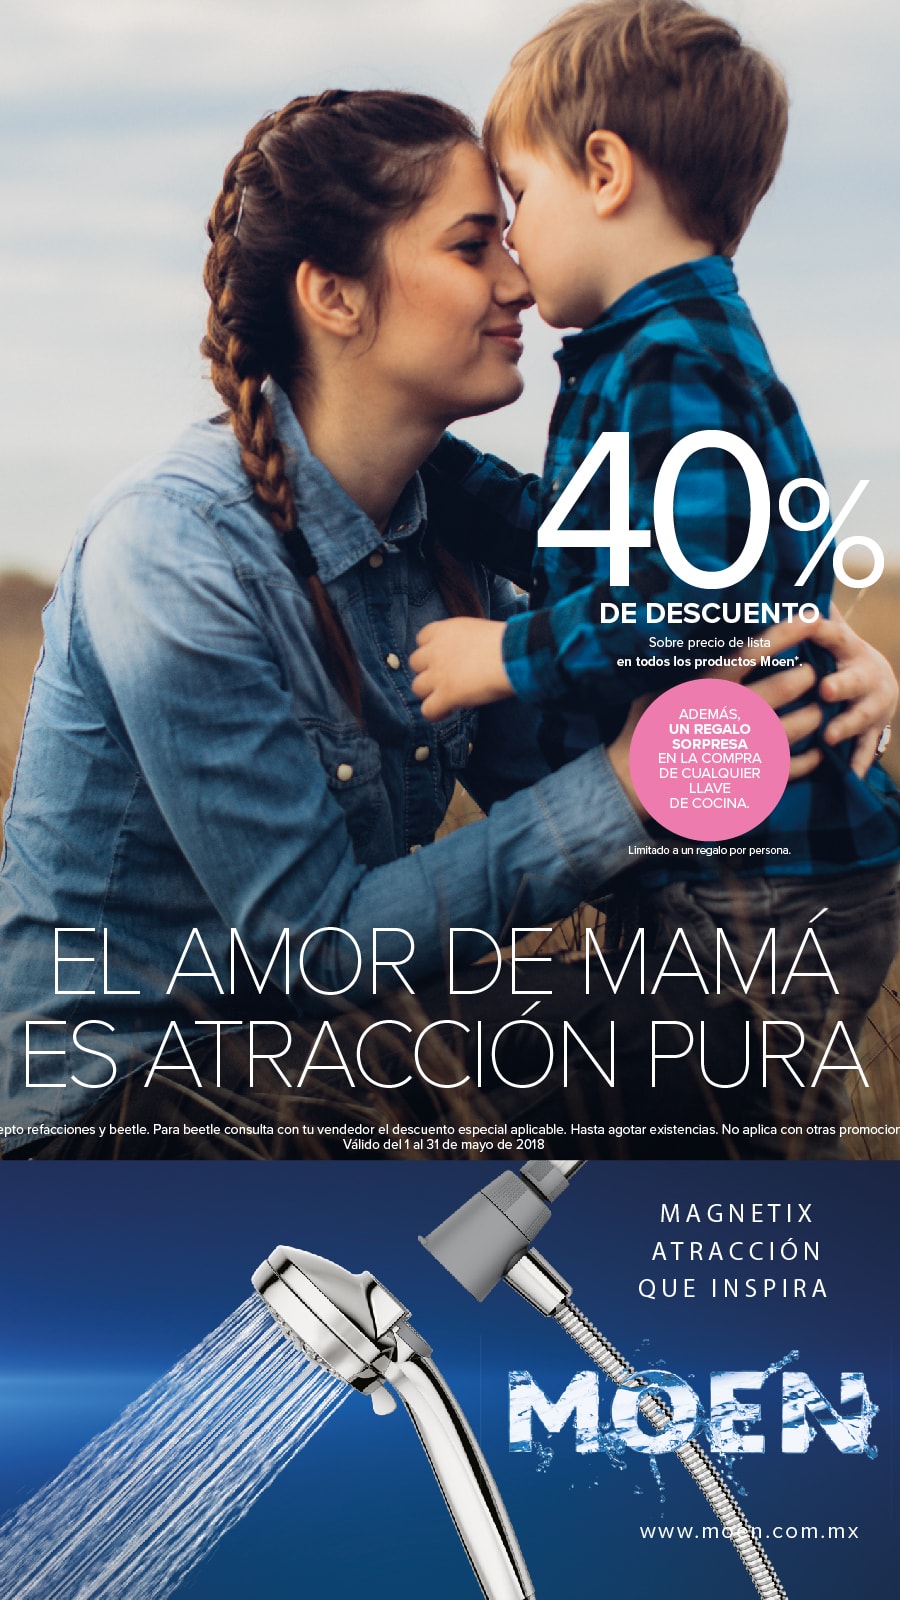 40%
DE DESCUENTO
Sobre precio de lista
en todos los productos Moen*.
ADEMÁS,
UN REGALO
SORPRESA
EN LA COMPRA
DE CUALQUIER
LLAVE
DE COCINA.
Limitado a un regalo por persona.
EL AMOR DE MAMÁ
ES ATRACCIÓN PURA
refacciones y beetle. Para beetle consulta con tu vendedor el descuento especial aplicable. Hasta agotar existencias. No aplica con otras
Válido del 1 al 31 de mayo de 2018
MAGNETIX
ATRACCIÓN
QUE INSPIRA
MOEN
www.moen.com.mx